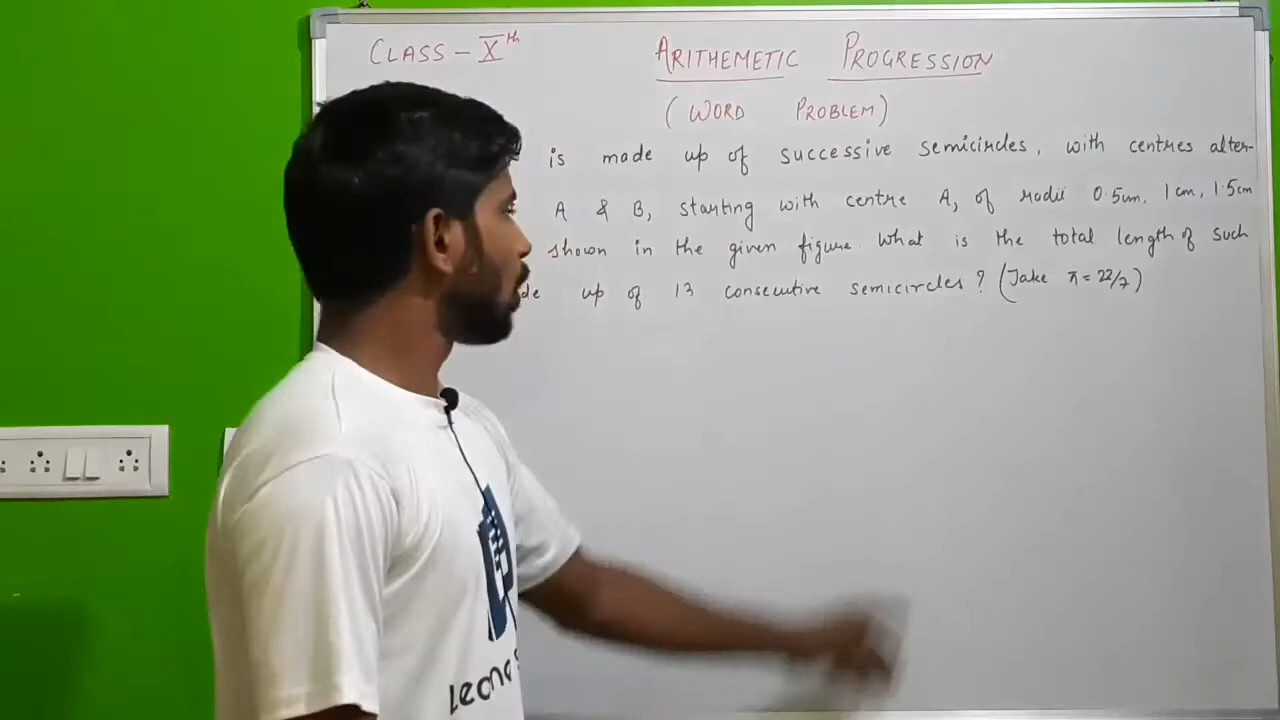 CLASS - Xth
ARITHEMETIC PROGRESSION
(WORD PROBLEM)
is made up of successive semicircles, with centres alter-
A & B, starting with centre A, of radii 0.5cm, 1cm, 1.5cm
shown in the given figure. What is the total length of such
de up of 13 consecutive semicircles? (Take π = 22/7)